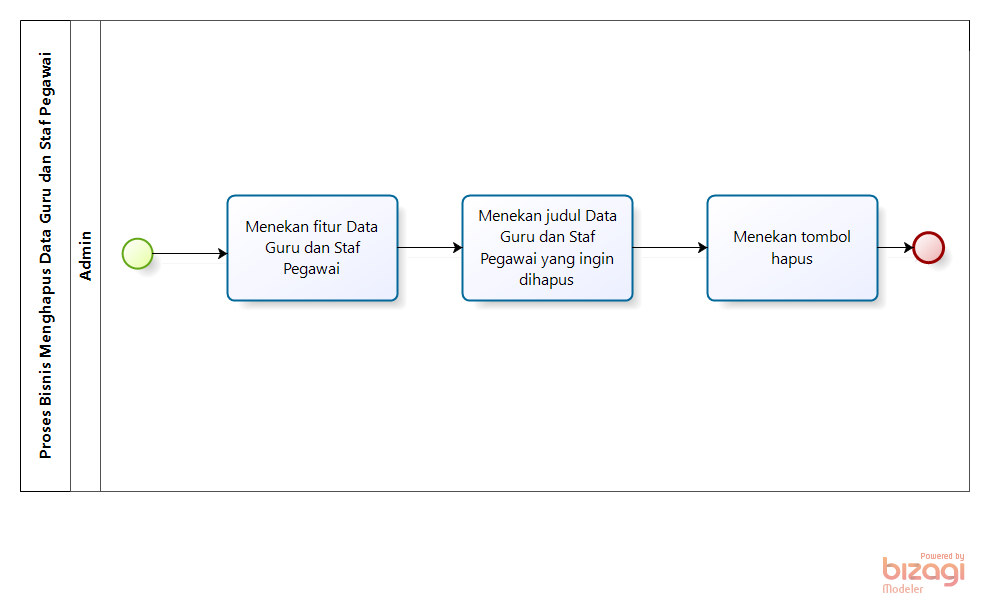 Proses Bisnis Menghapus Data Guru dan Staf Pegawai
Admin
Menekan fitur Data
Guru dan Staf
Pegawai
Menekan judul Data
Guru dan Staf
Pegawai yang ingin
dihapus
Menekan tombol
hapus
Powered by
bizagi
Modeler